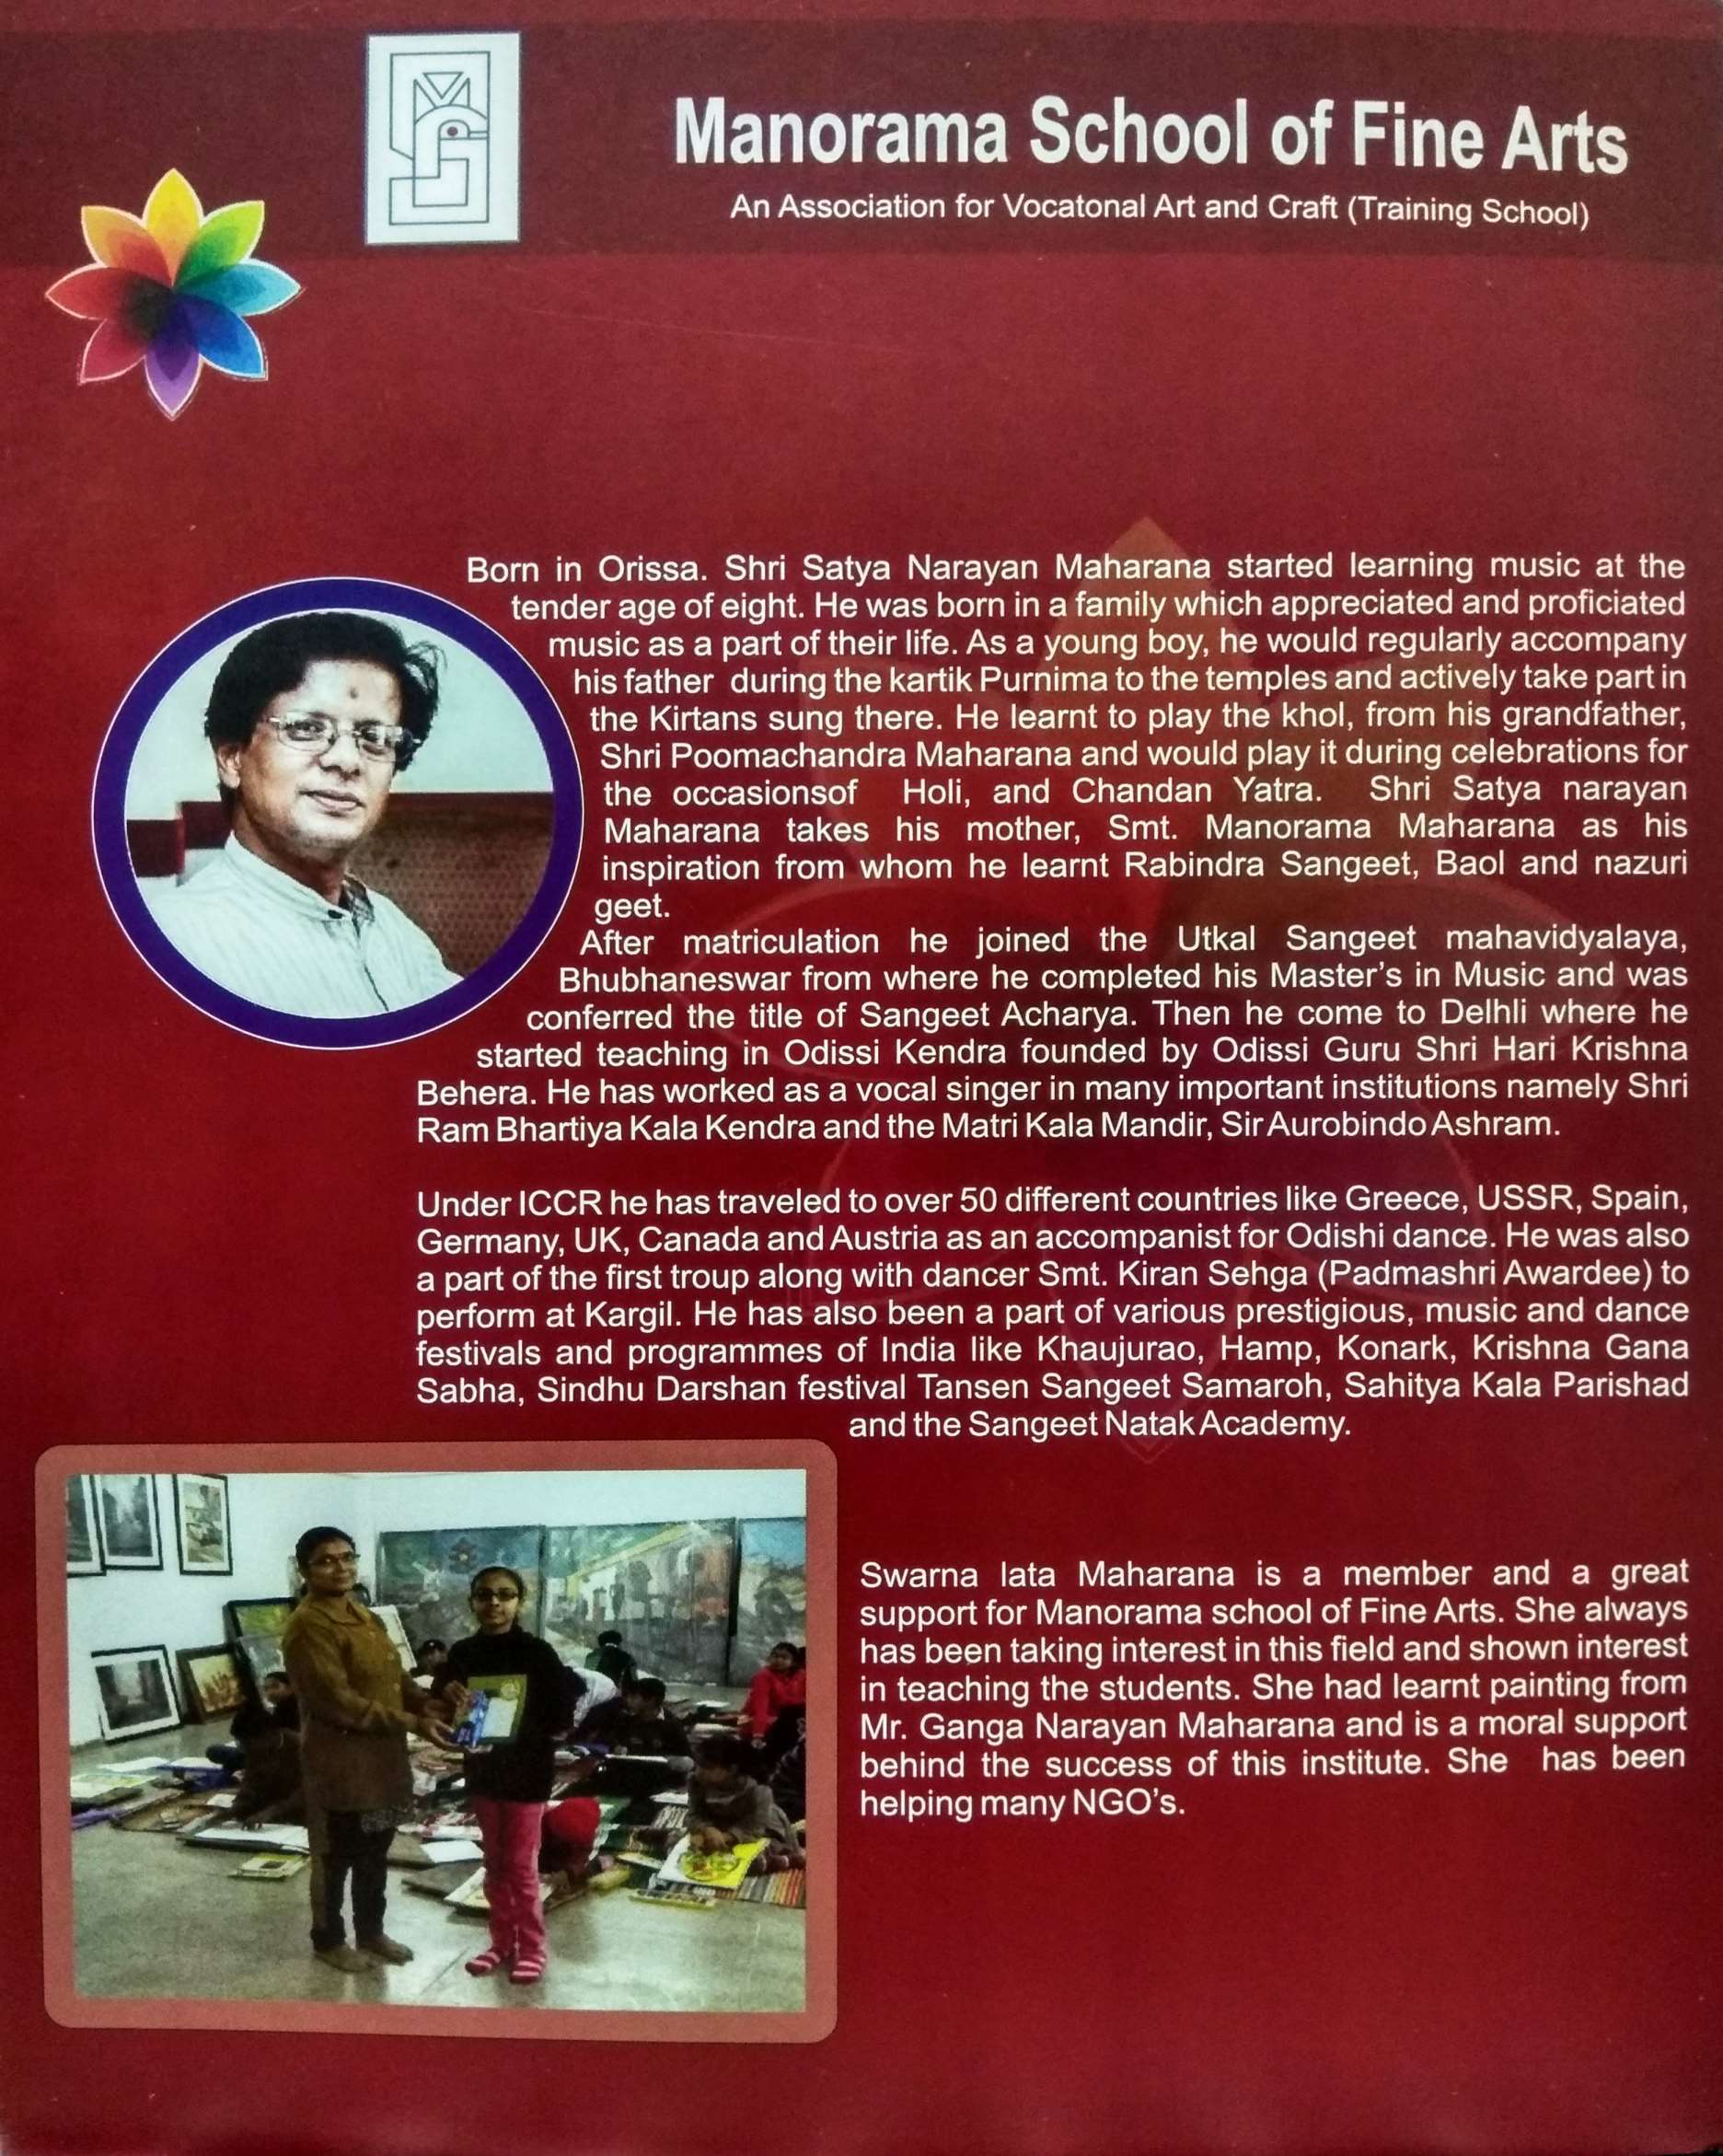 Manorama School of Fine Arts
An Association for Vocatonal Art and Craft (Training School)
Born in Orissa. Shri Satya Narayan Maharana started learning music at the
tender age of eight. He was born in a family which appreciated and proficiated
music as a part of their life. As a young boy, he would regularly accompany
his father during the kartik Purnima to the temples and actively take part in
the Kirtans sung there. He learnt to play the khol, from his grandfather,
Shri Poomachandra Maharana and would play it during celebrations for
the occasionsof Holi, and Chandan Yatra. Shri Satya narayan
Maharana takes his mother, Smt. Manorama Maharana as his
inspiration from whom he learnt Rabindra Sangeet, Baol and nazuri
geet.
After matriculation he joined the Utkal Sangeet mahavidyalaya,
Bhubhaneswar from where he completed his Master's in Music and was
conferred the title of Sangeet Acharya. Then he come to Delhli where he
started teaching in Odissi Kendra founded by Odissi Guru Shri Hari Krishna
Behera. He has worked as a vocal singer in many important institutions namely Shri
Ram Bhartiya Kala Kendra and the Matri Kala Mandir, Sir Aurobindo Ashram.
Under ICCR he has traveled to over 50 different countries like Greece, USSR, Spain,
Germany, UK, Canada and Austria as an accompanist for Odishi dance. He was also
a part of the first troup along with dancer Smt. Kiran Sehga (Padmashri Awardee) to
perform at Kargil. He has also been a part of various prestigious, music and dance
festivals and programmes of India like Khaujurao, Hamp, Konark, Krishna Gana
Sabha, Sindhu Darshan festival Tansen Sangeet Samaroh, Sahitya Kala Parishad
and the Sangeet Natak Academy.
Swarna lata Maharana is a member and a great
support for Manorama school of Fine Arts. She always
has been taking interest in this field and shown interest
in teaching the students. She had learnt painting from
Mr. Ganga Narayan Maharana and is a moral support
behind the success of this institute. She has been
helping many NGO's.